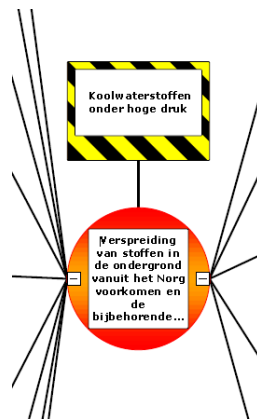 Koolwaterstoffen
onder hoge druk
Verspreiding
van stoffen in
de ondergrond
vanuit het Norg
voorkomen en
de
bijbehorende...